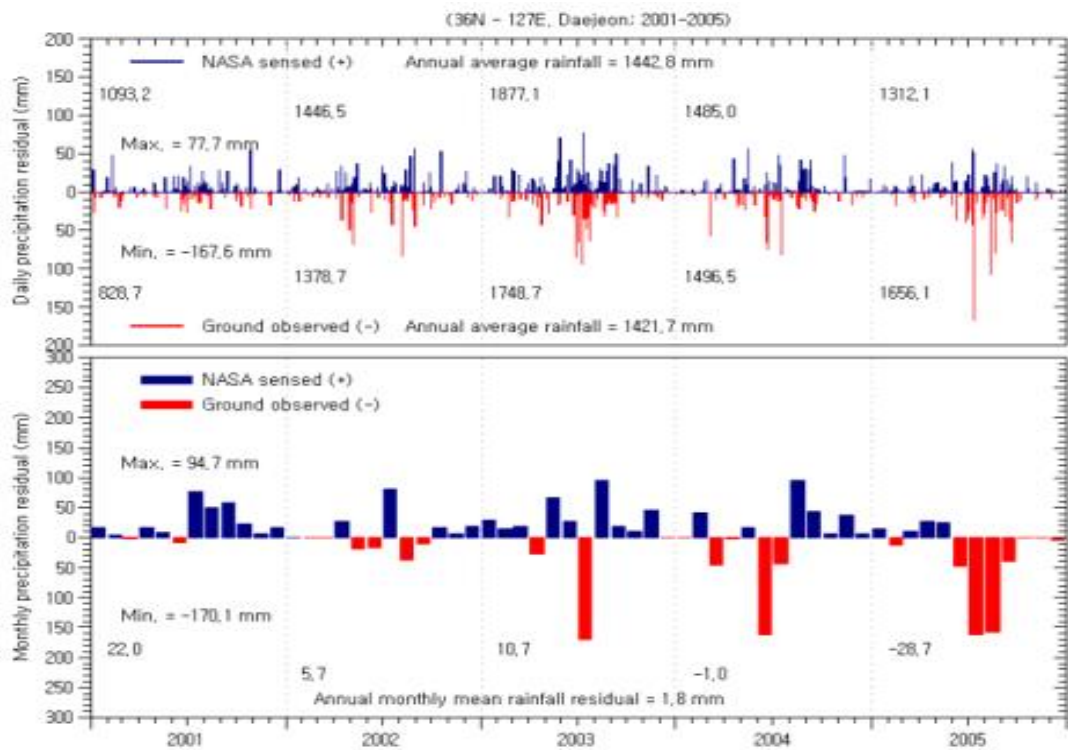 (36N - 127E, Daejeon; 2001-2005)
200
NASA sensed (+) Annual average rainfall = 1442,8 mm
150
1093,2 1446,5 1877,1 1485,0 1312,1
100
Max, = 77,7 mm
50
0
50
Min, = -167,6 mm
100
828,7 1378,7 1748,7 1496,5 1656,1
150
Ground observed (-) Annual average rainfall = 1421,7 mm
200
Daily precipitation residual (mm)
300
NASA sensed (+)
250
Ground observed (-)
200
150
Max, = 94,7 mm
100
50
0
50
100
Min, = -170,1 mm
150
22,0 5,7 10,7 -1,0 -28,7
200
250
Annual monthly mean rainfall residual = 1,8 mm
300
Monthly precipitation residual (mm)
2001 2002 2003 2004 2005